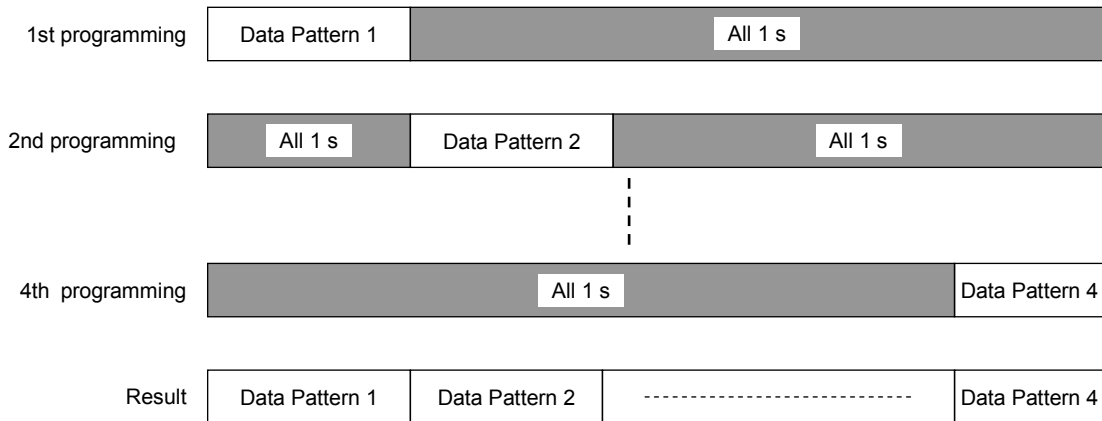 1st programming Data Pattern 1 All 1 s
2nd programming All 1 s Data Pattern 2 All 1 s
4th programming All 1 s Data Pattern 4
Result Data Pattern 1 Data Pattern 2 Data Pattern 4